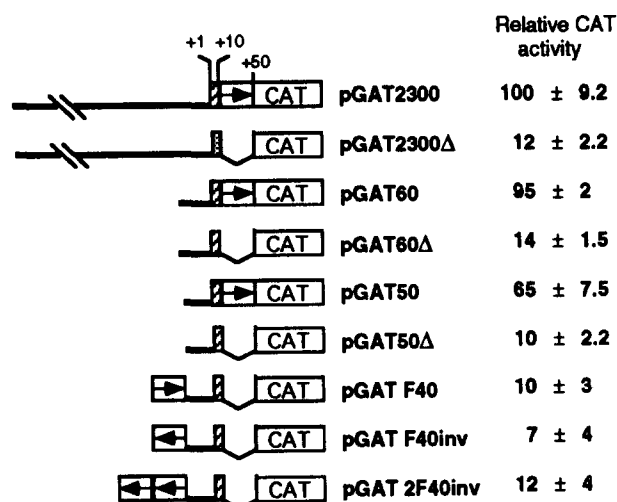 Relative CAT
activity
+1 +10
+50
CAT pGAT2300 100 ± 9.2
CAT pGAT2300Δ 12 ± 2.2
CAT pGAT60 95 ± 2
CAT pGAT60Δ 14 ± 1.5
CAT pGAT50 65 ± 7.5
CAT pGAT50Δ 10 ± 2.2
CAT pGAT F40 10 ± 3
CAT pGAT F40inv 7 ± 4
CAT pGAT 2F40inv 12 ± 4